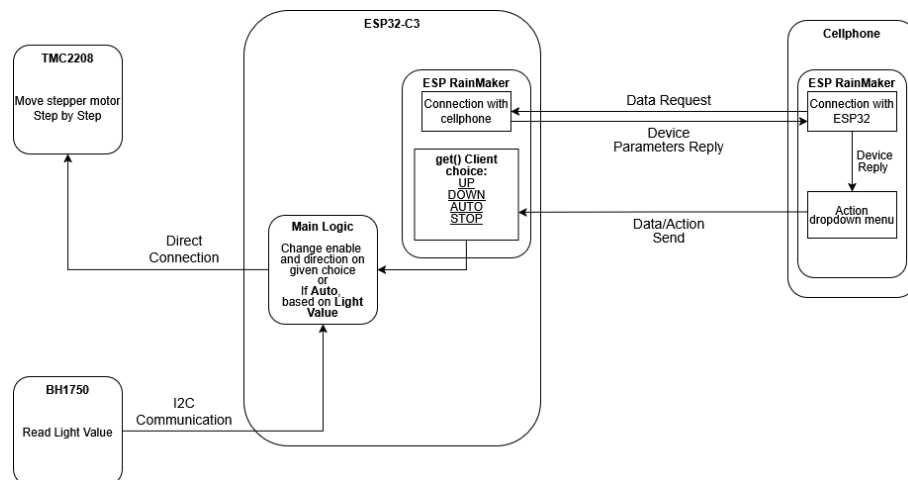 ESP32-C3
TMC2208
Move stepper motor
Step by Step
Cellphone
ESP RainMaker
Connection with
cellphone
get() Client
choice:
UP
DOWN
AUTO
STOP
Data Request
Device
Parameters Reply
ESP RainMaker
Connection with
ESP32
Device
Reply
Action
dropdown menu
Data/Action
Send
Main Logic
Change enable
and direction on
given choice
or
If Auto,
based on Light
Value
Direct
Connection
BH1750
Read Light Value
I2C
Communication